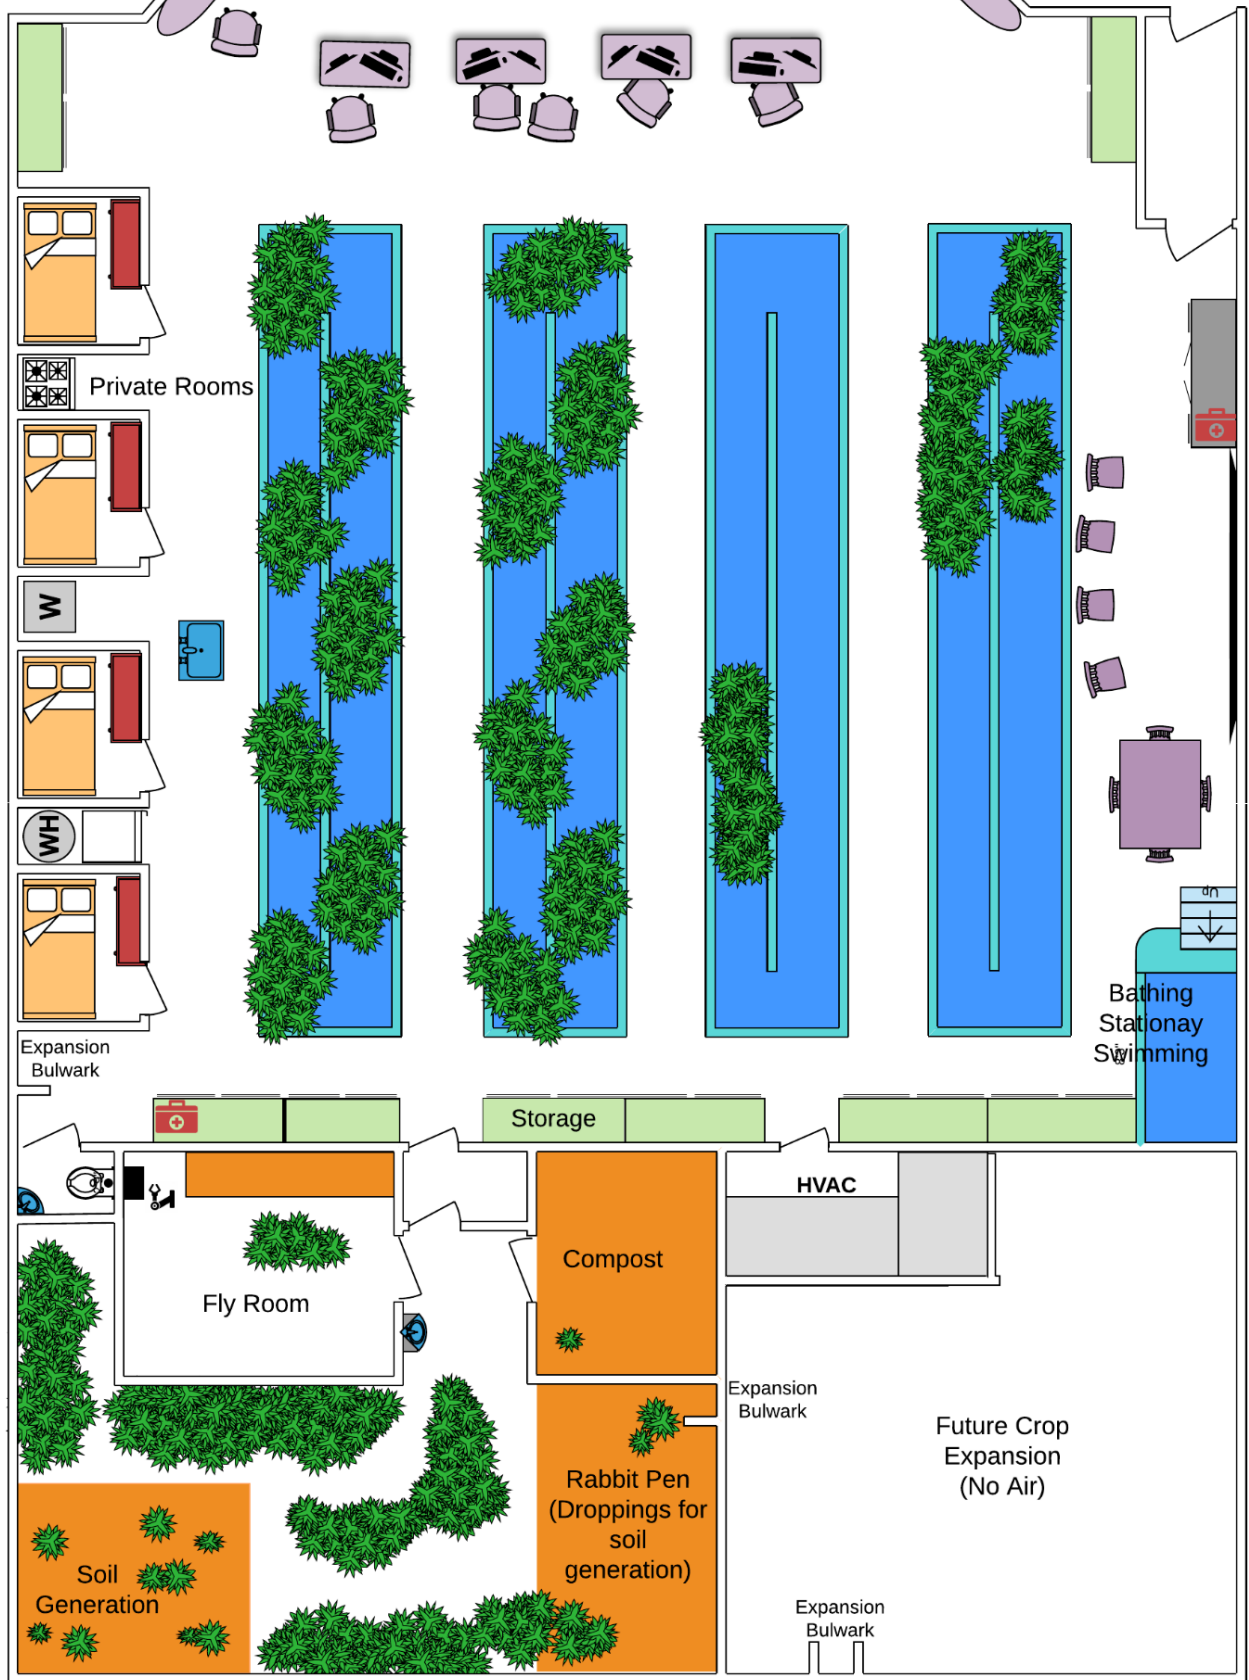 Private Rooms
W
WH
Up
Bathing
Stationay
Swimming
Expansion
Bulwark
Storage
HVAC
Compost
Fly Room
Expansion
Bulwark
Future Crop
Expansion
(No Air)
Rabbit Pen
(Droppings for
soil
generation)
Soil
Generation
Expansion
Bulwark